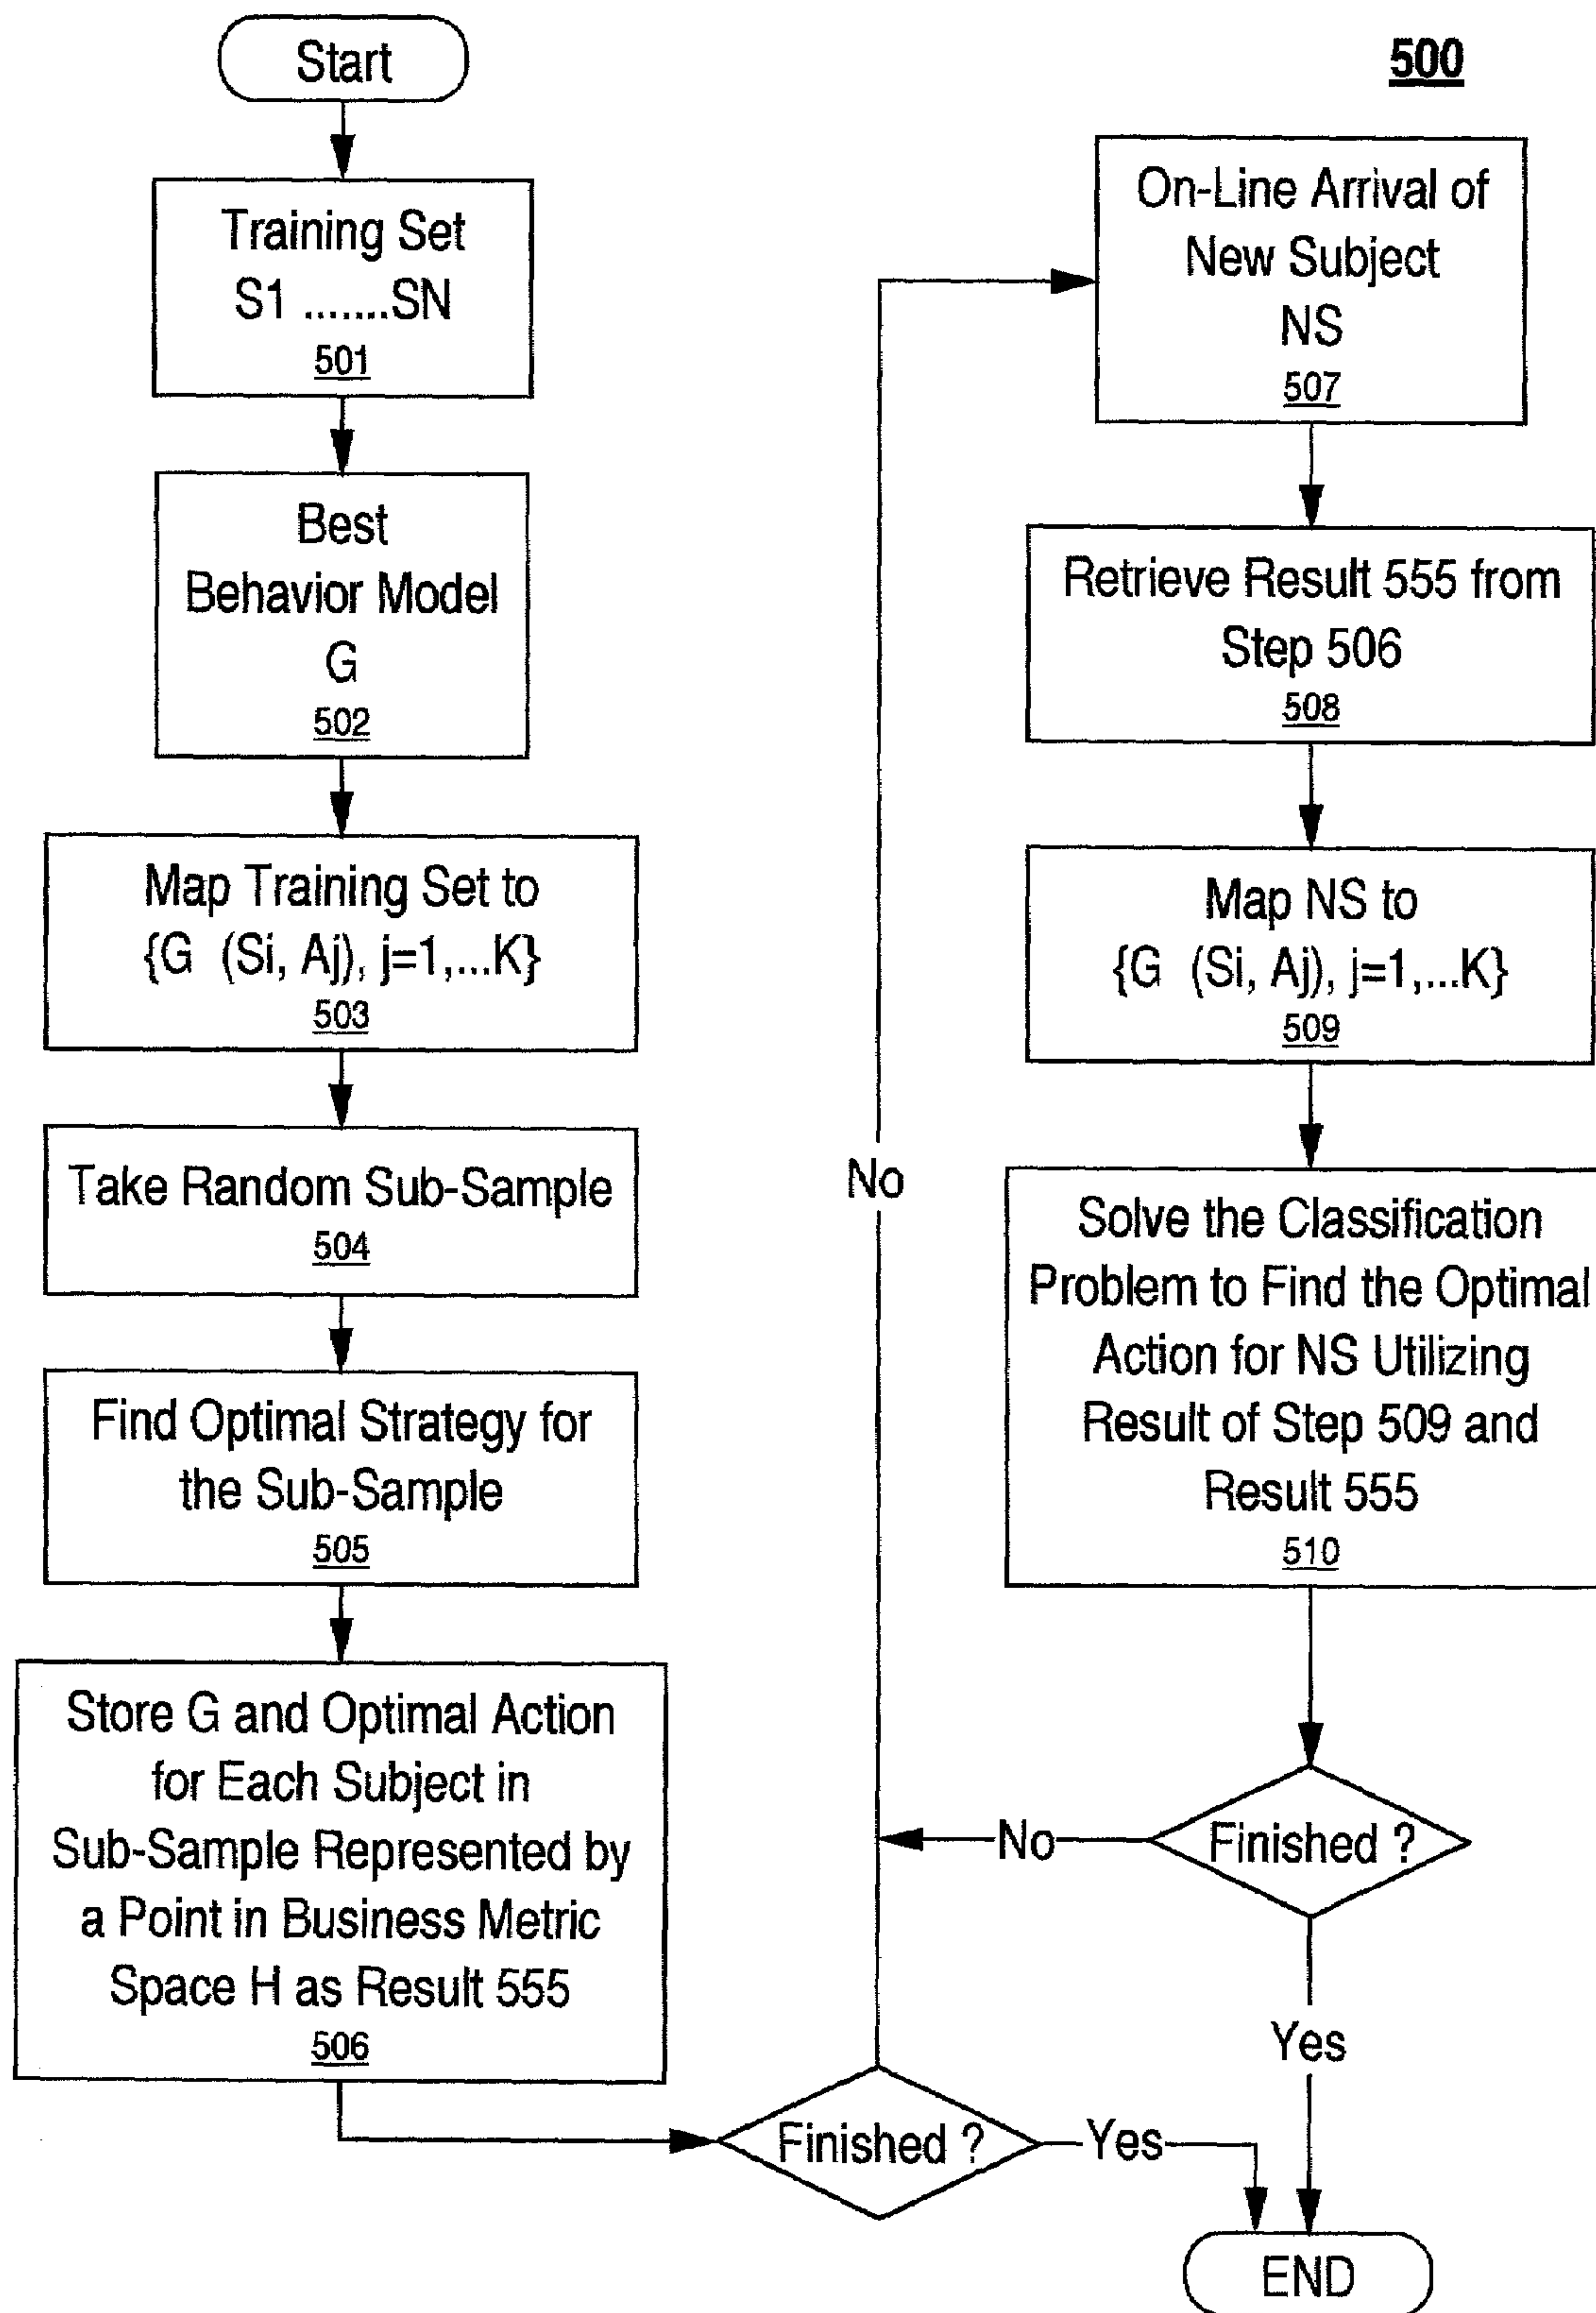 500
Start
Training Set
S1 .......SN
501
Best
Behavior Model
G
502
Map Training Set to
{G (Si, Aj), j=1,...K}
503
Take Random Sub-Sample
504
Find Optimal Strategy for
the Sub-Sample
505
Store G and Optimal Action
for Each Subject in
Sub-Sample Represented by
a Point in Business Metric
Space H as Result 555
506
Finished ?
Yes
No
On-Line Arrival of
New Subject
NS
507
Retrieve Result 555 from
Step 506
508
Map NS to
{G (Si, Aj), j=1,...K}
509
Solve the Classification
Problem to Find the Optimal
Action for NS Utilizing
Result of Step 509 and
Result 555
510
Finished ?
No
Yes
END